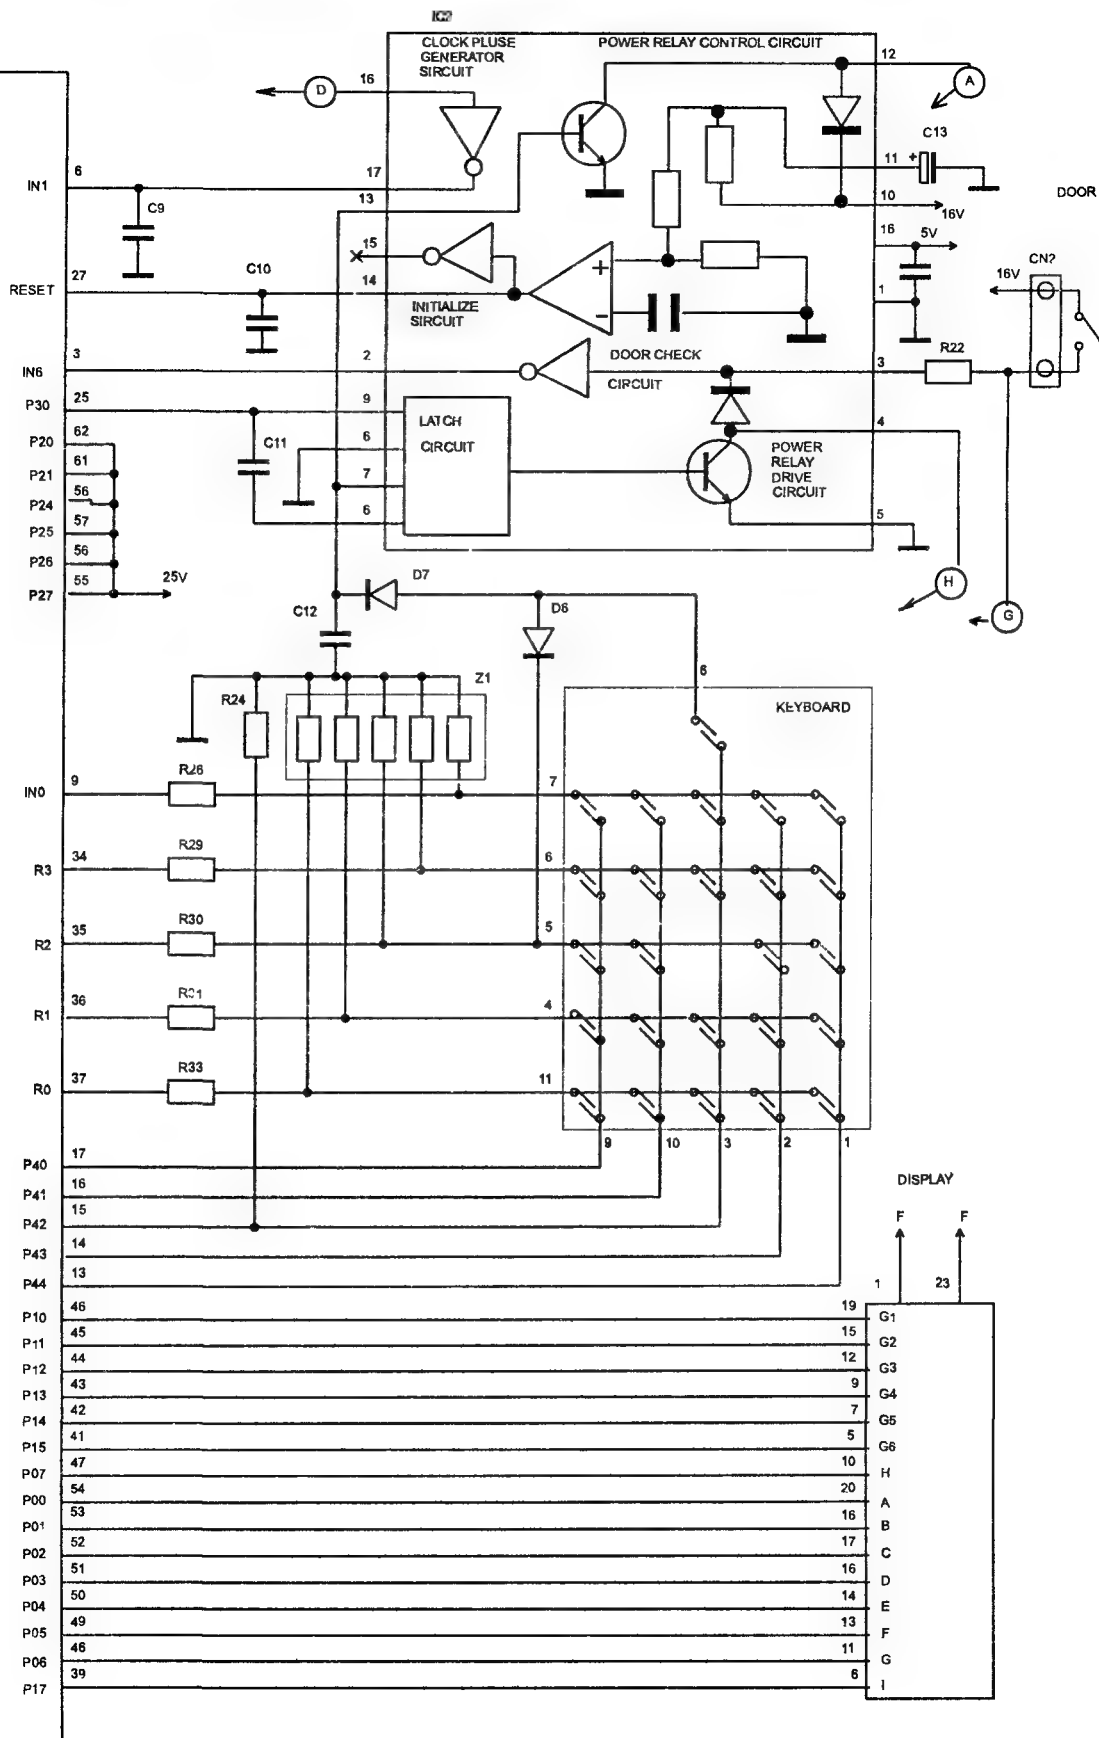 IC2
CLOCK PLUSE
GENERATOR
SIRCUIT
POWER RELAY CONTROL CIRCUIT
12
A
16
D
C13
+
11
6
IN1
17
13
10
16V
DOOR
C9
16
5V
15
CN?
16V
27
RESET
C10
14
+
-
1
INITIALIZE
SIRCUIT
3
IN6
2
DOOR CHECK
CIRCUIT
3
R22
25
P30
9
LATCH
CIRCUIT
4
62
P20
C11
6
POWER
RELAY
DRIVE
CIRCUIT
61
P21
7
56
P24
6
5
57
P25
56
P26
55
P27
25V
D7
H
C12
D6
G
6
Z1
R24
KEYBOARD
9
IN0
R26
7
34
R3
R29
6
35
R2
R30
5
36
R1
4
37
R0
R33
11
9
10
3
2
1
17
P40
16
P41
DISPLAY
15
P42
F
F
14
P43
13
P44
1
23
46
P10
19
G1
45
P11
15
G2
44
P12
12
G3
43
P13
9
G4
42
P14
7
G5
41
P15
5
G6
47
P07
10
H
54
P00
20
A
53
P01
16
B
52
P02
17
C
51
P03
16
D
50
P04
14
E
49
P05
13
F
46
P06
11
G
39
P17
6
I